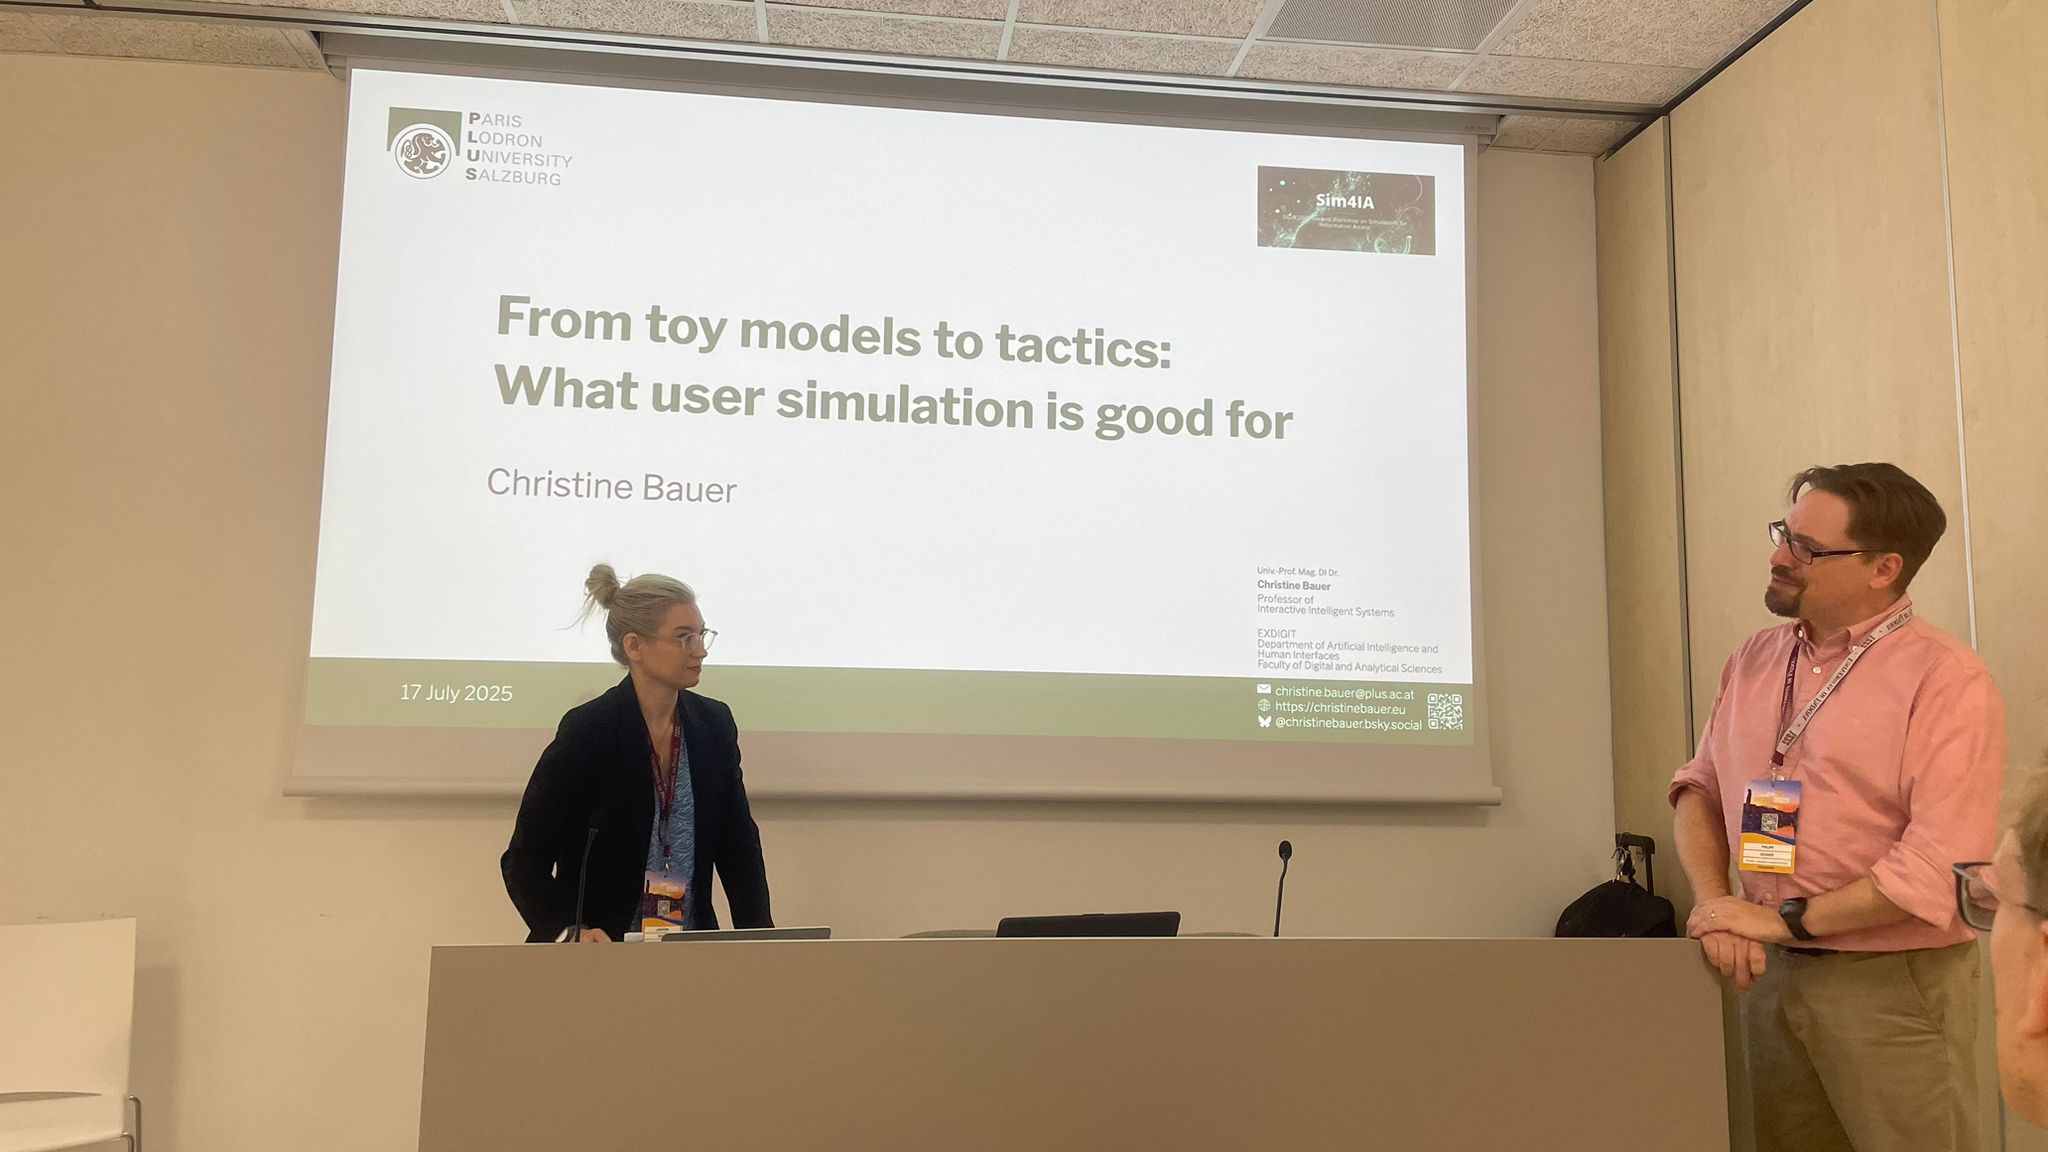 PARIS
LODRON
UNIVERSITY
SALZBURG
Sim4IA
From toy models to tactics:
What user simulation is good for
Christine Bauer
Univ.-Prof. Mag. DI Dr.
Christine Bauer
Professor of
Interactive Intelligent Systems
EXDIGIT
Department of Artificial Intelligence and
Human Interfaces
Faculty of Digital and Analytical Sciences
17 July 2025
christine.bauer@plus.ac.at
https://christinebauer.eu
@christinebauer.bsky.social